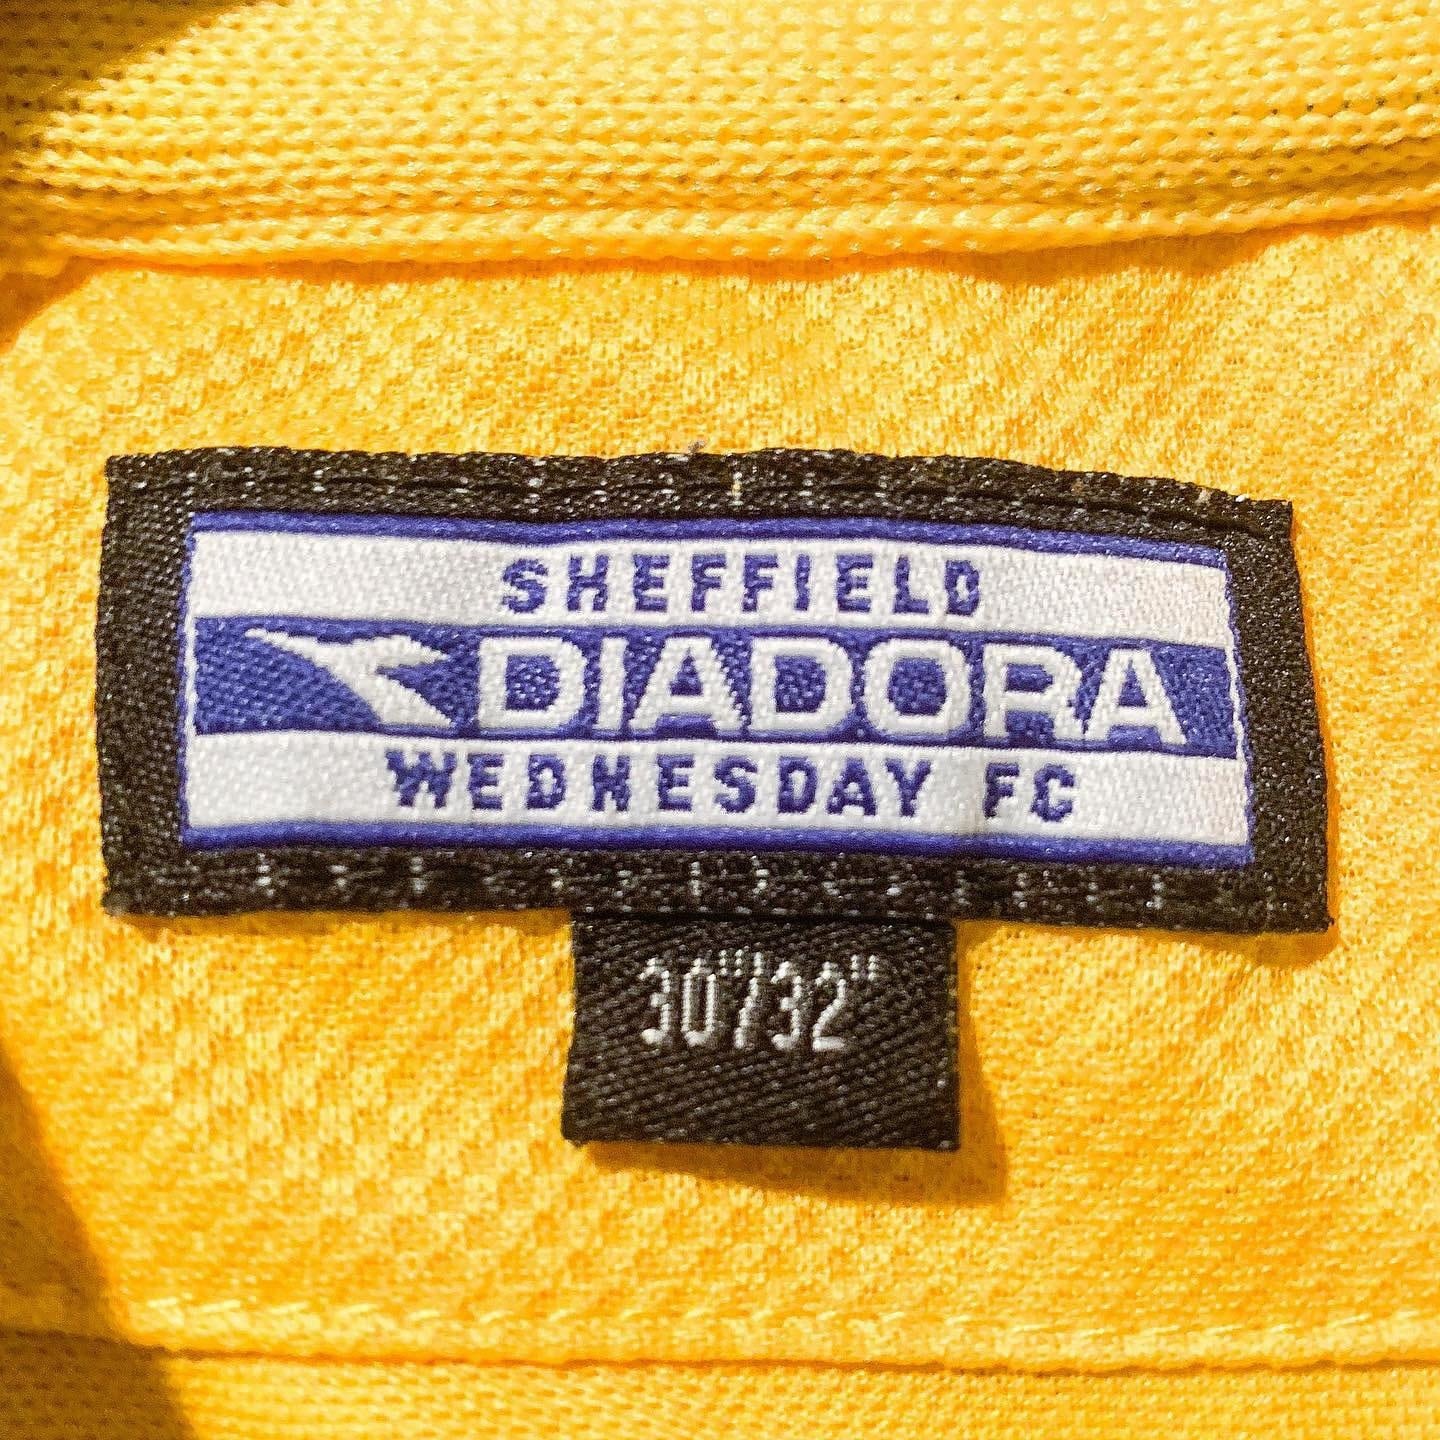 SHEFFIELD
DIADORA
WEDNESDAY FC
30"/32"